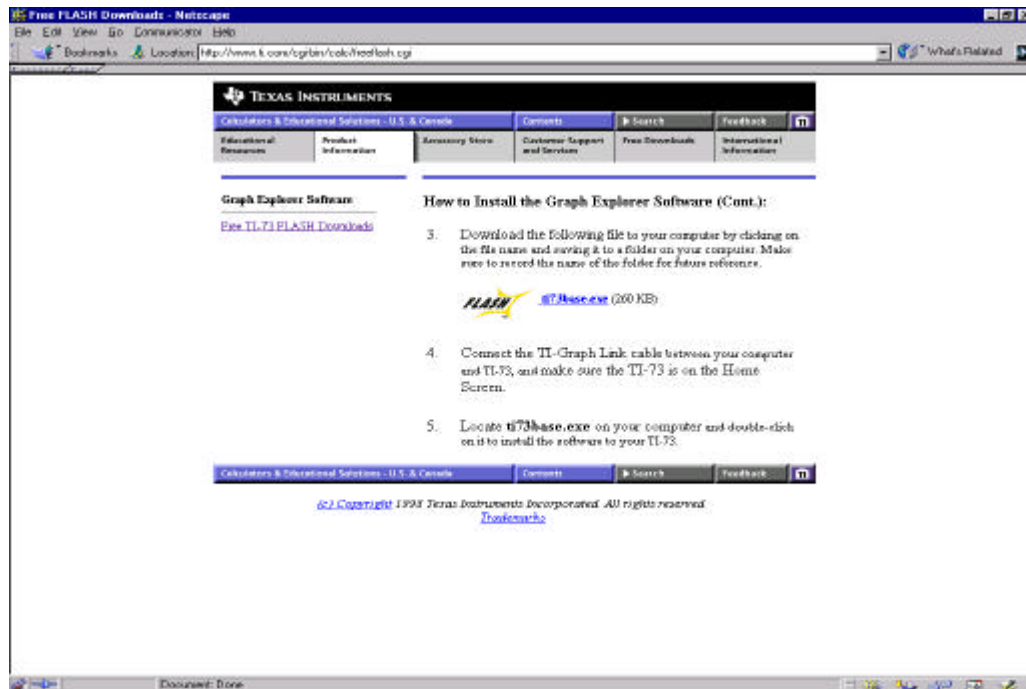 Free FLASH Downloads - Netscape
File Edit View Go Communicator Help
Bookmarks Location: http://www.ti.com/cgi-bin/calc/freeflash.cgi What's Related
TEXAS INSTRUMENTS
Calculators & Educational Solutions - U.S. & Canada Contents Search Feedback
Educational Resources
Product Information
Accessory Store
Customer Support and Services
Free Downloads
International Information
Graph Explorer Software
Free TI-73 FLASH Downloads
How to Install the Graph Explorer Software (Cont.):
3. Download the following file to your computer by clicking on
the file name and saving it to a folder on your computer. Make
sure to record the name of the folder for future reference.
FLASH ti73base.exe (260 KB)
4. Connect the TI-Graph Link cable between your computer
and TI-73, and make sure the TI-73 is on the Home
Screen.
5. Locate ti73base.exe on your computer and double-click
on it to install the software to your TI-73.
Calculators & Educational Solutions - U.S. & Canada Contents Search Feedback
(c) Copyright 1998 Texas Instruments Incorporated. All rights reserved
Trademarks
Document: Done